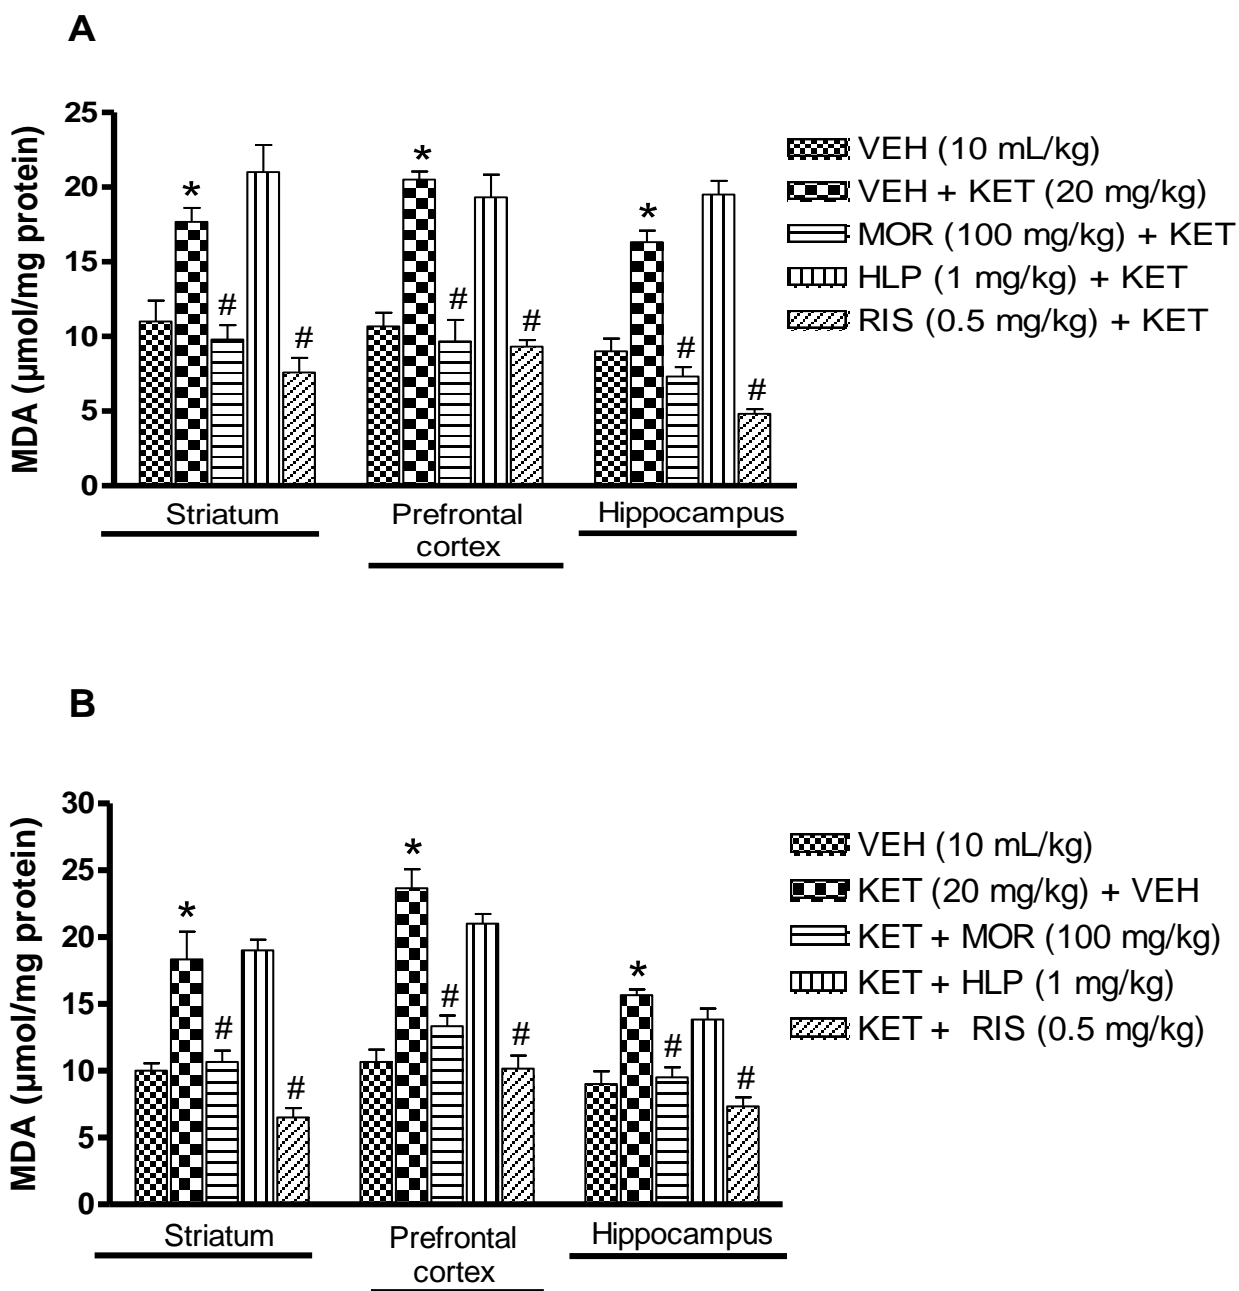 A
MDA (µmol/mg protein)
25
20
15
10
5
0
* # #
* # #
* # #
Striatum
Prefrontal
cortex
Hippocampus
VEH (10 mL/kg)
VEH + KET (20 mg/kg)
MOR (100 mg/kg) + KET
HLP (1 mg/kg) + KET
RIS (0.5 mg/kg) + KET
B
MDA (µmol/mg protein)
30
25
20
15
10
5
0
* # #
* # #
* # #
Striatum
Prefrontal
cortex
Hippocampus
VEH (10 mL/kg)
KET (20 mg/kg) + VEH
KET + MOR (100 mg/kg)
KET + HLP (1 mg/kg)
KET + RIS (0.5 mg/kg)